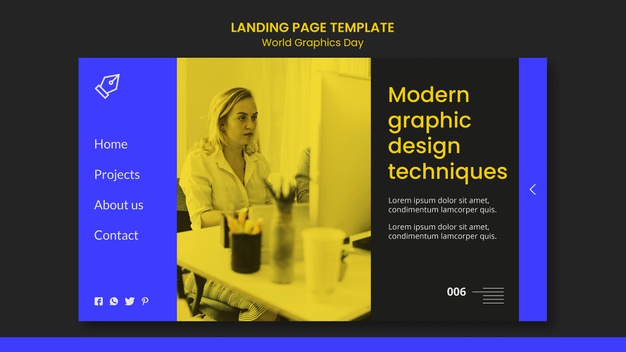 LANDING PAGE TEMPLATE
World Graphics Day
Home
Projects
About us
Contact
Modern
graphic
design
techniques
Lorem ipsum dolor sit amet,
condimentum lamcorper quis.
Lorem ipsum dolor sit amet,
condimentum lamcorper quis.
006